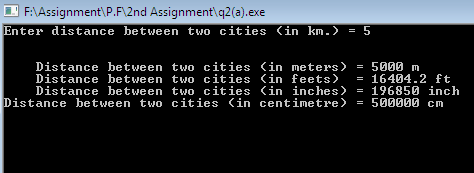 F:\Assignment\P.F\2nd Assignment\q2(a).exe
Enter distance between two cities (in km.) = 5
Distance between two cities (in meters) = 5000 m
Distance between two cities (in feets)  = 16404.2 ft
Distance between two cities (in inches) = 196850 inch
Distance between two cities (in centimetre) = 500000 cm